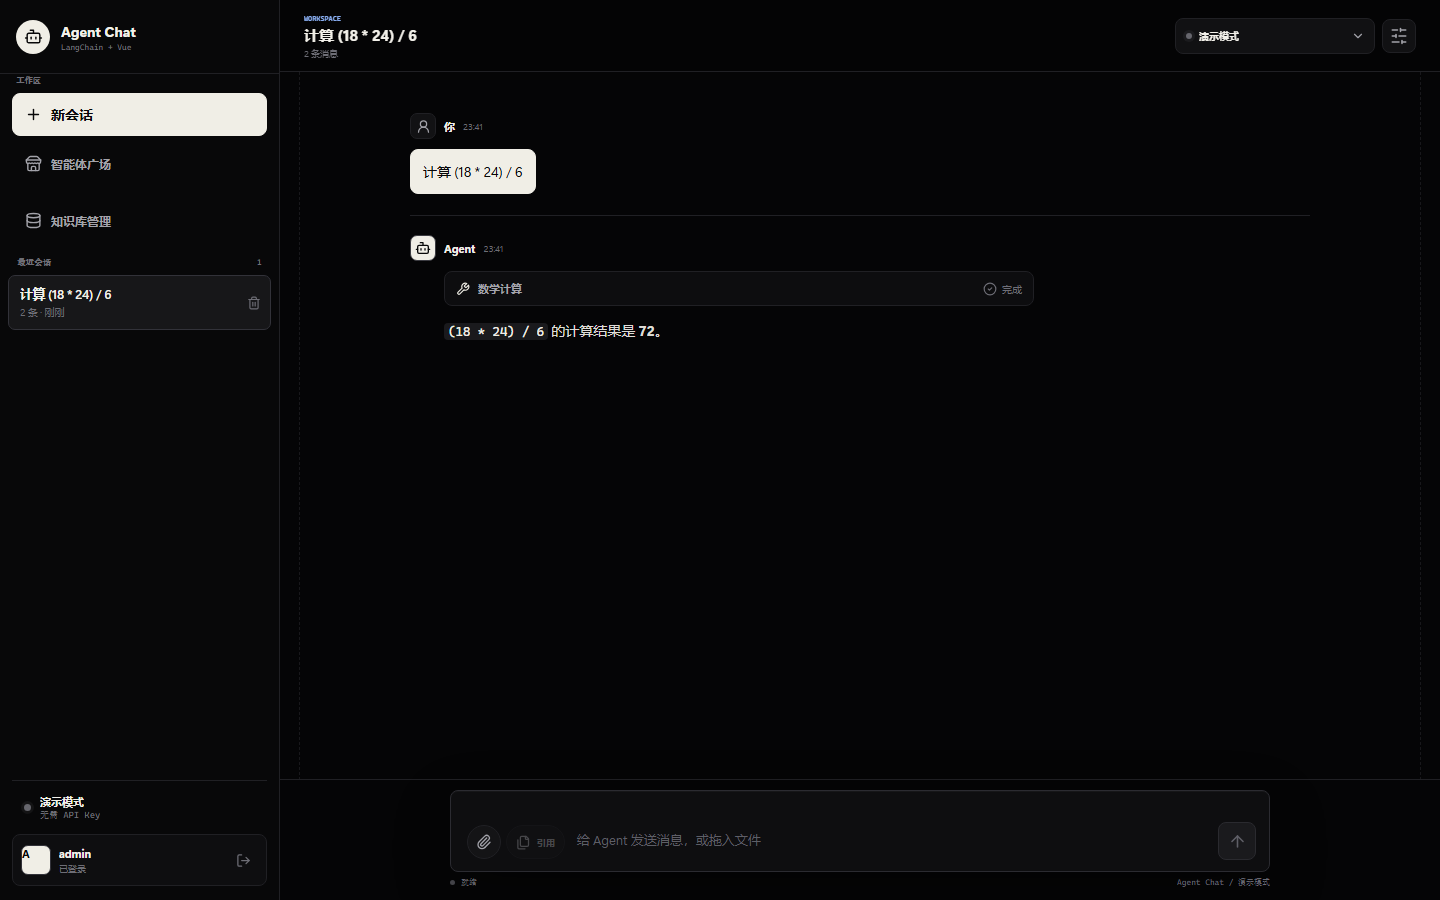 Agent Chat
LangChain + Vue
工作区
新会话
智能体广场
知识库管理
最近会话 1
计算 (18 * 24) / 6
2 条 · 刚刚
演示模式
无需 API Key
A
admin
已登录
WORKSPACE
计算 (18 * 24) / 6
2 条消息
演示模式
你 23:41
计算 (18 * 24) / 6
Agent 23:41
数学计算 完成
(18 * 24) / 6 的计算结果是 72。
引用 给 Agent 发送消息，或拖入文件
就绪 Agent Chat / 演示模式